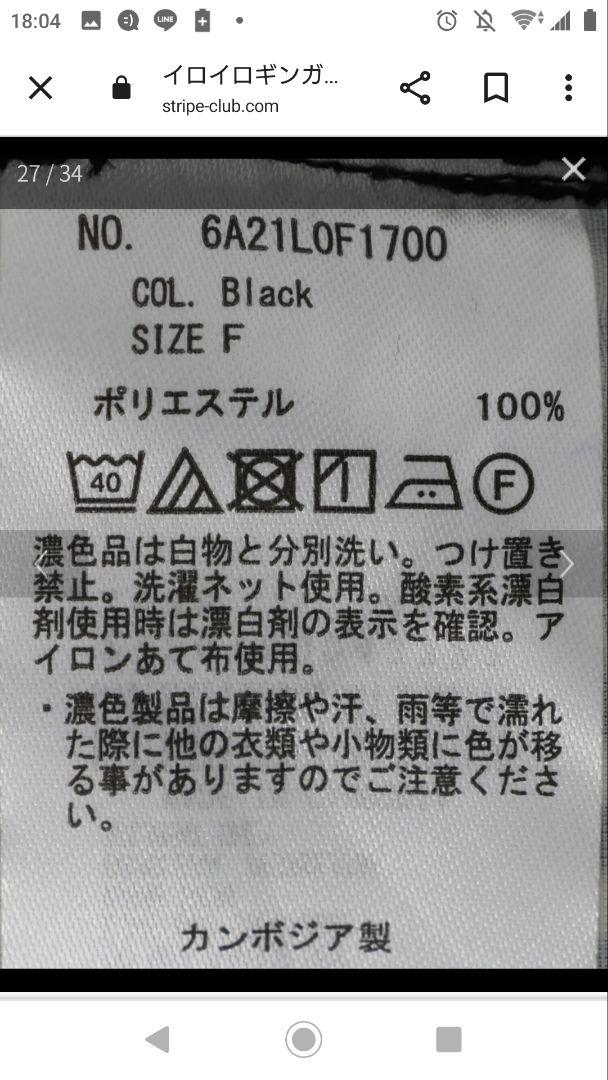 18:04
イロイロギンガ...
stripe-club.com
27 / 34
NO. 6A21L0F1700
COL. Black
SIZE F
ポリエステル 100%
40 F
濃色品は白物と分別洗い。つけ置き
禁止。洗濯ネット使用。酸素系漂白
剤使用時は漂白剤の表示を確認。ア
イロンあて布使用。
・濃色製品は摩擦や汗、雨等で濡れ
た際に他の衣類や小物類に色が移
る事がありますのでご注意くださ
い。
カンボジア製